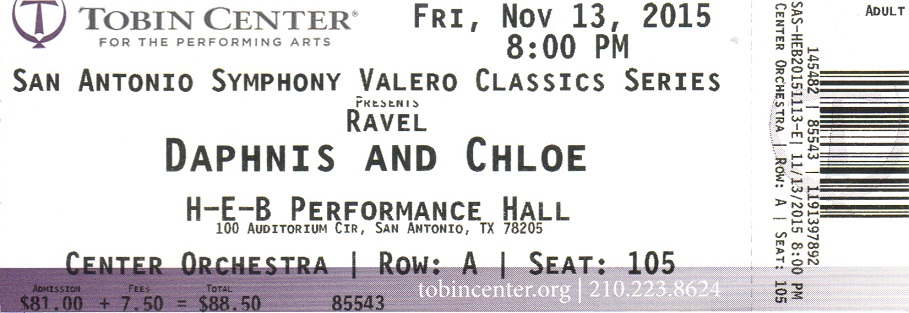 TOBIN CENTER®
FOR THE PERFORMING ARTS
FRI, NOV 13, 2015
8:00 PM
SAN ANTONIO SYMPHONY VALERO CLASSICS SERIES
PRESENTS
RAVEL
DAPHNIS AND CHLOE
H-E-B PERFORMANCE HALL
100 AUDITORIUM CIR, SAN ANTONIO, TX 78205
CENTER ORCHESTRA | ROW: A | SEAT: 105
ADMISSION FEES TOTAL
$81.00 + 7.50 = $88.50 85543
tobincenter.org | 210.223.8624
ADULT
145482 | 85543 | 1191397892
SAS-HEB20151113-E| 11/13/2015 8:00 PM
CENTER ORCHESTRA | ROW: A | SEAT: 105